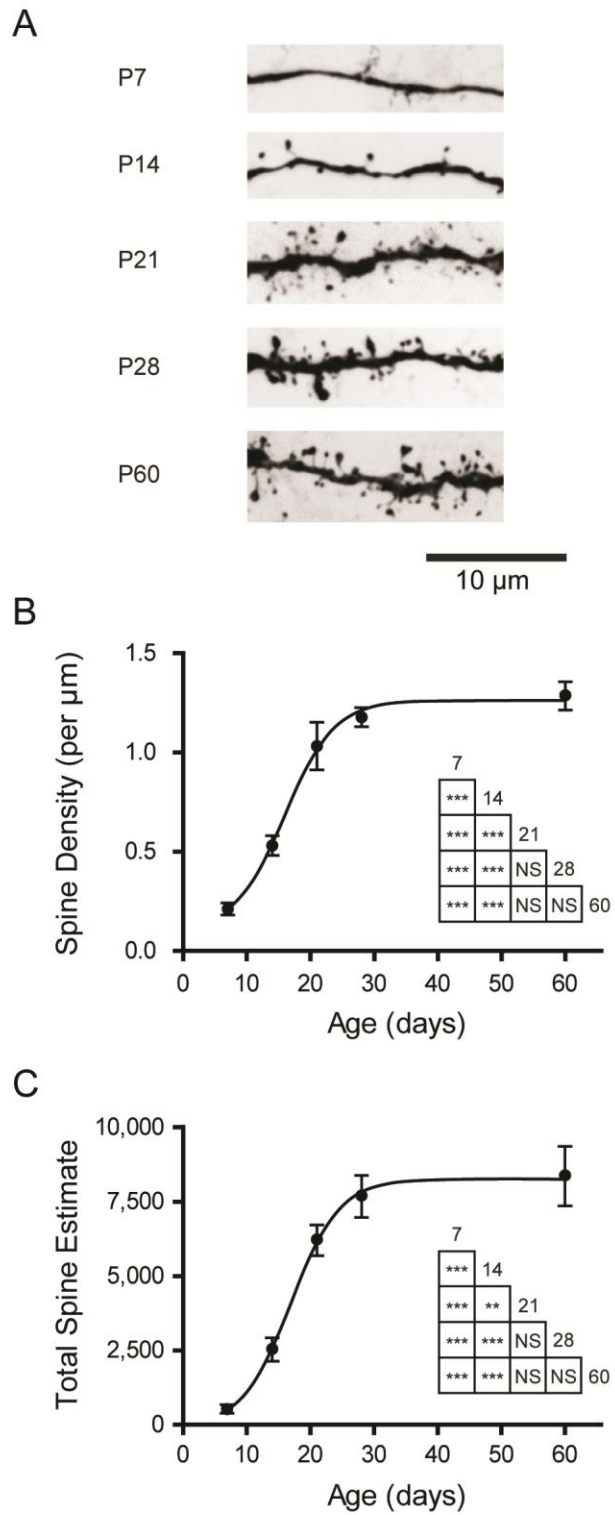 A
P7
P14
P21
P28
P60
10 µm
B
Spine Density (per µm)
1.5
1.0
0.5
0.0
0 10 20 30 40 50 60
Age (days)
7
*** 14
*** *** 21
*** *** NS 28
*** *** NS NS 60
C
Total Spine Estimate
10,000
7,500
5,000
2,500
0
0 10 20 30 40 50 60
Age (days)
7
*** 14
*** ** 21
*** *** NS 28
*** *** NS NS 60